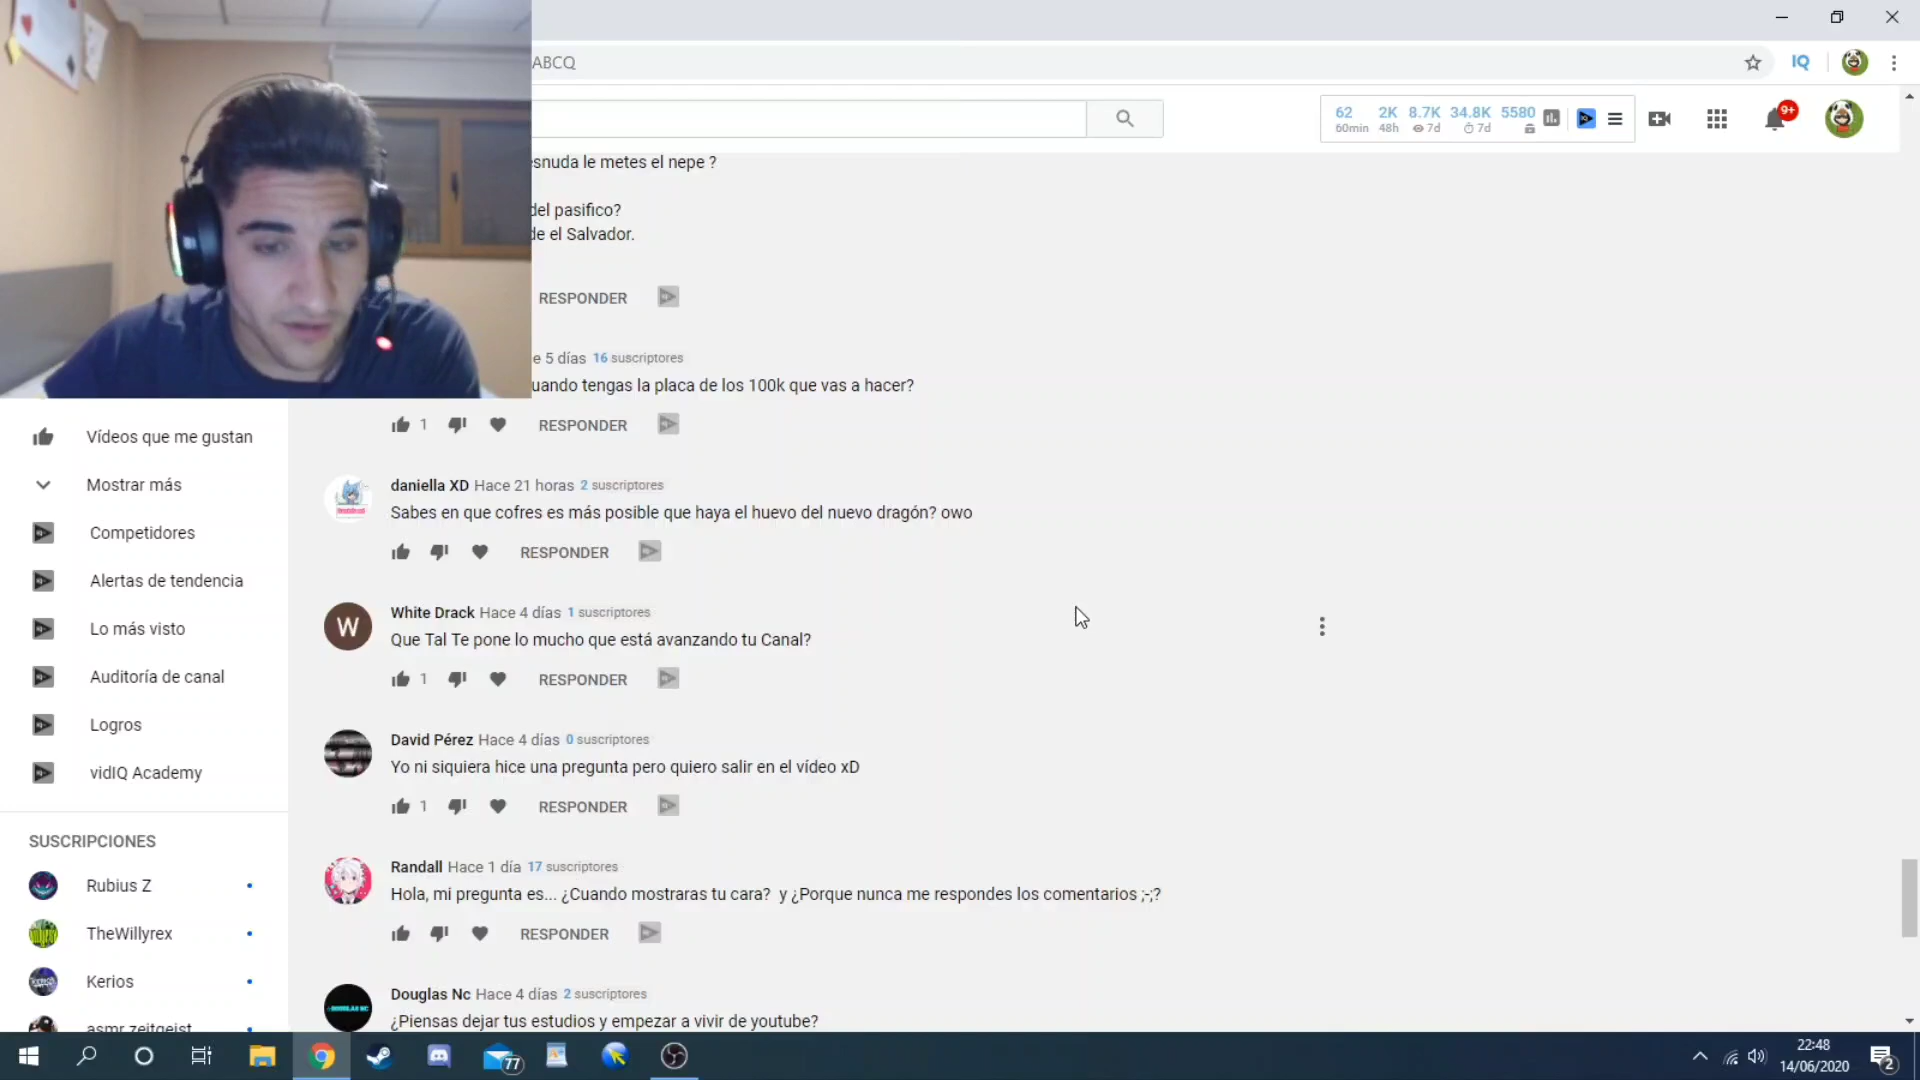 ABCQ
IQ
62 2K 8.7K 34.8K 5580
60min 48h 7d 7d
9+
snuda le metes el nepe ?
del pasifico?
de el Salvador.
RESPONDER
e 5 días 16 suscriptores
uando tengas la placa de los 100k que vas a hacer?
1 RESPONDER
Vídeos que me gustan
Mostrar más
Competidores
Alertas de tendencia
Lo más visto
Auditoría de canal
Logros
vidIQ Academy
SUSCRIPCIONES
Rubius Z
TheWillyrex
Kerios
asmr zeitgeist
daniella XD Hace 21 horas 2 suscriptores
Sabes en que cofres es más posible que haya el huevo del nuevo dragón? owo
RESPONDER
W
White Drack Hace 4 días 1 suscriptores
Que Tal Te pone lo mucho que está avanzando tu Canal?
1 RESPONDER
David Pérez Hace 4 días 0 suscriptores
Yo ni siquiera hice una pregunta pero quiero salir en el vídeo xD
1 RESPONDER
Randall Hace 1 día 17 suscriptores
Hola, mi pregunta es... ¿Cuando mostraras tu cara? y ¿Porque nunca me respondes los comentarios ;-;?
RESPONDER
DOUGLAS NC
Douglas Nc Hace 4 días 2 suscriptores
¿Piensas dejar tus estudios y empezar a vivir de youtube?
77
22:48
14/06/2020
2